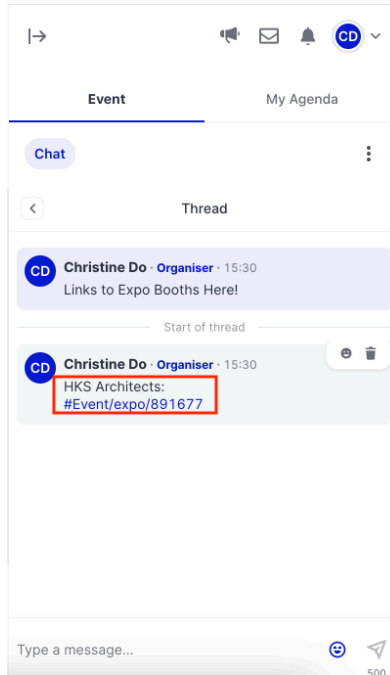 CD
Event My Agenda
Chat
Thread
CD Christine Do · Organiser · 15:30
Links to Expo Booths Here!
Start of thread
CD Christine Do · Organiser · 15:30
HKS Architects:
#Event/expo/891677
Type a message...
500